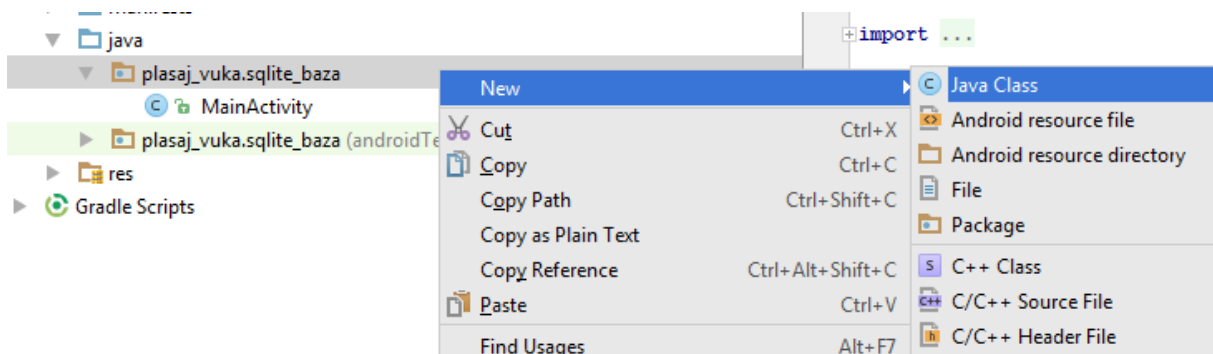 java
plasaj_vuka.sqlite_baza
MainActivity
plasaj_vuka.sqlite_baza (androidTe
res
Gradle Scripts
import ...
New
Cut Ctrl+X
Copy Ctrl+C
Copy Path Ctrl+Shift+C
Copy as Plain Text
Copy Reference Ctrl+Alt+Shift+C
Paste Ctrl+V
Find Usages Alt+F7
Java Class
Android resource file
Android resource directory
File
Package
C++ Class
C/C++ Source File
C/C++ Header File